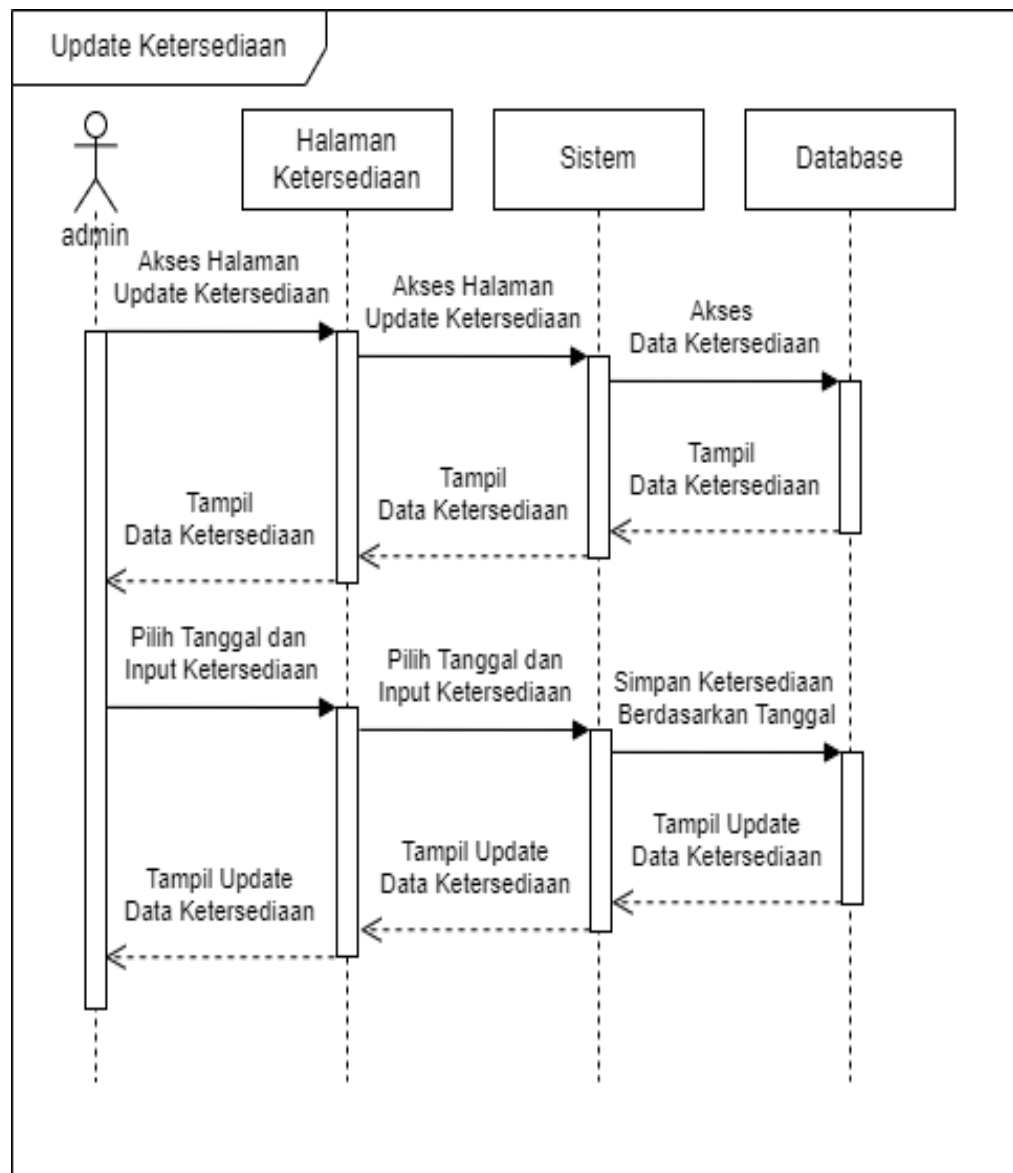 Update Ketersediaan
Halaman
Ketersediaan
Sistem
Database
admin
Akses Halaman
Update Ketersediaan
Akses Halaman
Update Ketersediaan
Akses
Data Ketersediaan
Tampil
Data Ketersediaan
Tampil
Data Ketersediaan
Tampil
Data Ketersediaan
Pilih Tanggal dan
Input Ketersediaan
Pilih Tanggal dan
Input Ketersediaan
Simpan Ketersediaan
Berdasarkan Tanggal
Tampil Update
Data Ketersediaan
Tampil Update
Data Ketersediaan
Tampil Update
Data Ketersediaan